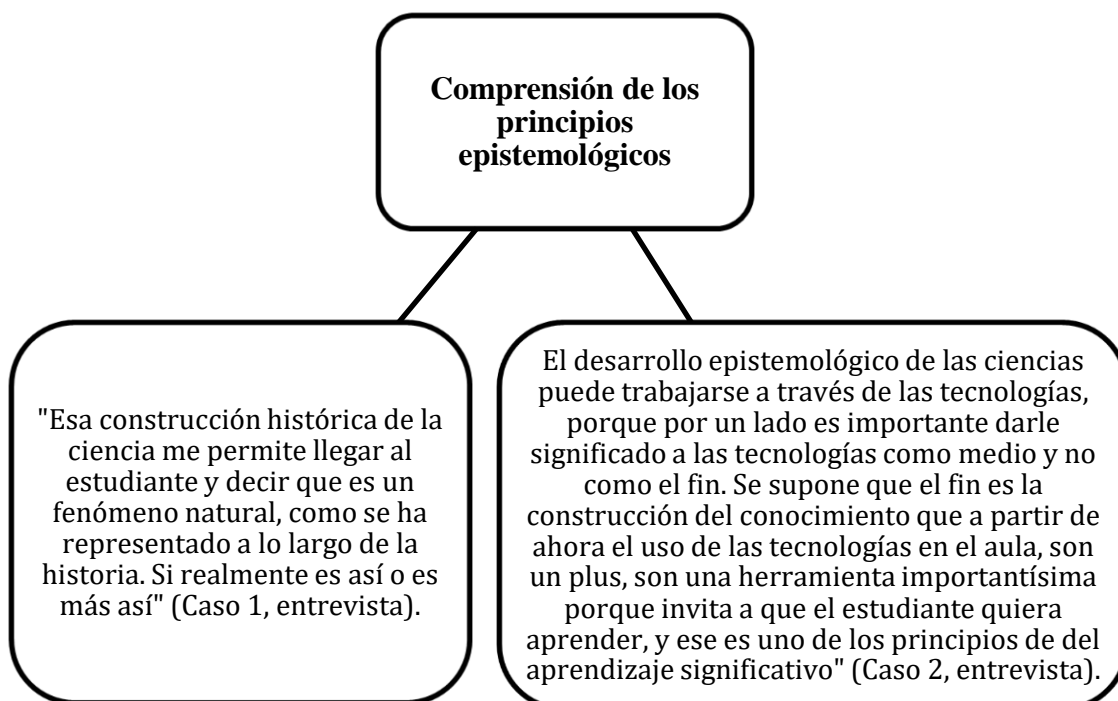 Comprensión de los
principios
epistemológicos
"Esa construcción histórica de la
ciencia me permite llegar al
estudiante y decir que es un
fenómeno natural, como se ha
representado a lo largo de la
historia. Si realmente es así o es
más así" (Caso 1, entrevista).
El desarrollo epistemológico de las ciencias
puede trabajarse a través de las tecnologías,
porque por un lado es importante darle
significado a las tecnologías como medio y no
como el fin. Se supone que el fin es la
construcción del conocimiento que a partir de
ahora el uso de las tecnologías en el aula, son
un plus, son una herramienta importantísima
porque invita a que el estudiante quiera
aprender, y ese es uno de los principios de del
aprendizaje significativo" (Caso 2, entrevista).